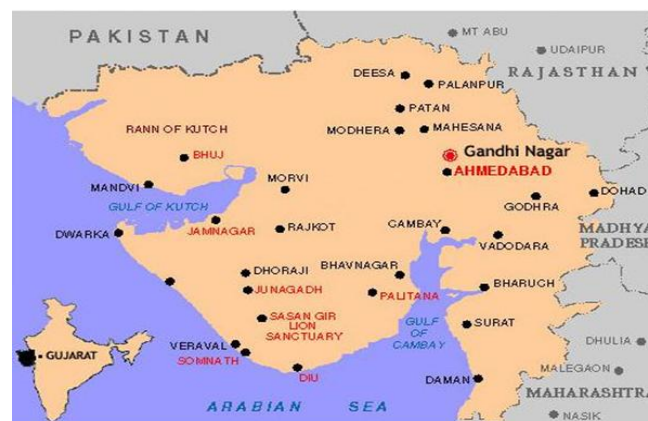 PAKISTAN
MT ABU
UDAIPUR
RAJASTHAN
DEESA
PALANPUR
PATAN
MODHERA
MAHESANA
RANN OF KUTCH
BHUJ
Gandhi Nagar
AHMEDABAD
MANDVI
MORVI
DOHAD
GODHRA
GULF OF KUTCH
JAMNAGAR
DWARKA
RAJKOT
CAMBAY
VADODARA
MADHYA
PRADESH
DHORAJI
BHAVNAGAR
BHARUCH
JUNAGADH
PALITANA
SASAN GIR
LION
SANCTUARY
GULF
OF
CAMBAY
SURAT
VERAVAL
SOMNATH
DHULIA
GUJARAT
DIU
DAMAN
MALEGAON
MAHARASHTRA
ARABIAN SEA
NASIK